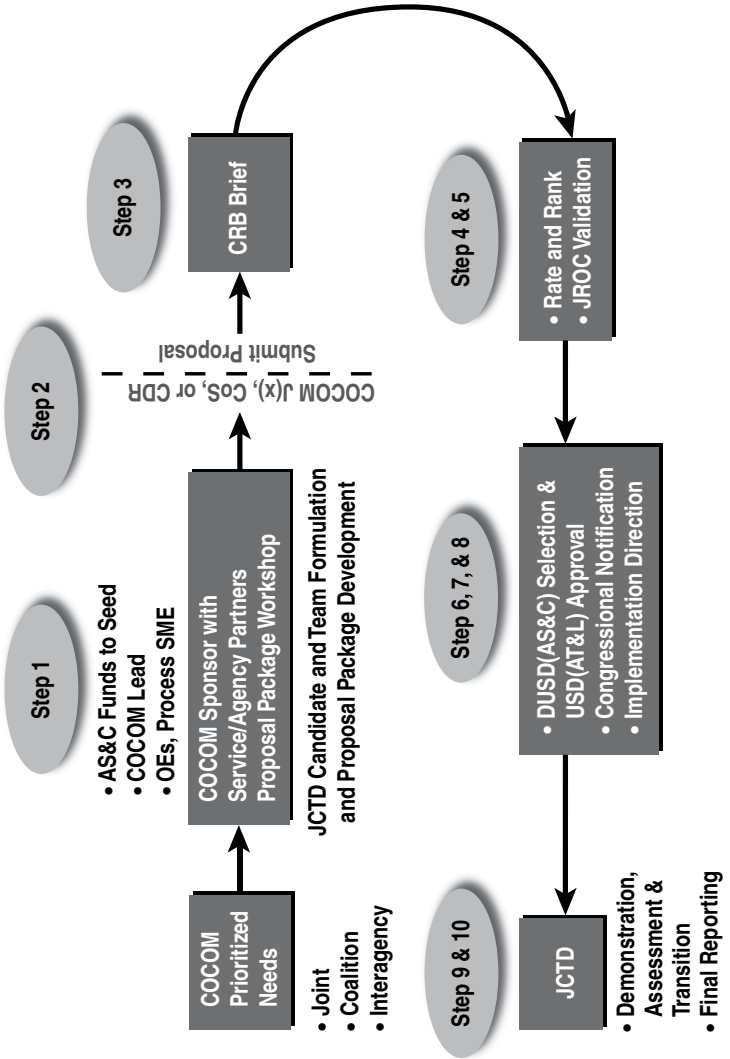 COCOM
Prioritized
Needs
• Joint
• Coalition
• Interagency
Step 1
• AS&C Funds to Seed
• COCOM Lead
• OEs, Process SME
COCOM Sponsor with
Service/Agency Partners
Proposal Package Workshop
JCTD Candidate and Team Formulation
and Proposal Package Development
Step 2
COCOM J(x), CoS, or CDR
Submit Proposal
Step 3
CRB Brief
Step 4 & 5
• Rate and Rank
• JROC Validation
Step 6, 7, & 8
• DUSD(AS&C) Selection &
USD(AT&L) Approval
• Congressional Notification
• Implementation Direction
Step 9 & 10
JCTD
• Demonstration,
Assessment &
Transition
• Final Reporting